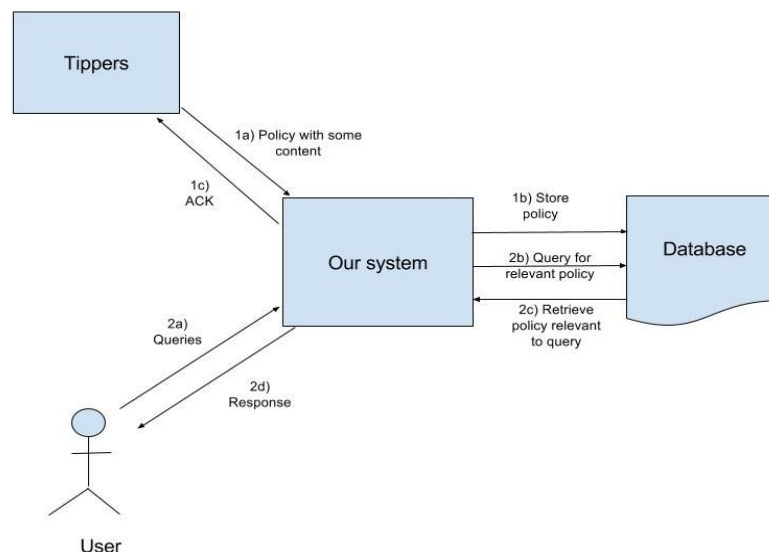 Tippers
1a) Policy with some
content
1c)
ACK
Our system
1b) Store
policy
2b) Query for
relevant policy
2c) Retrieve
policy relevant
to query
Database
2a)
Queries
2d)
Response
User